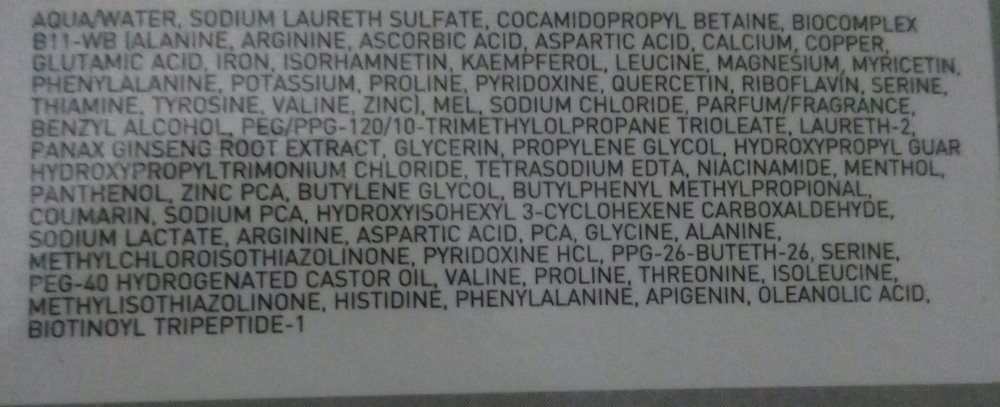 AQUA/WATER, SODIUM LAURETH SULFATE, COCAMIDOPROPYL BETAINE, BIOCOMPLEX
B11-WB (ALANINE, ARGININE, ASCORBIC ACID, ASPARTIC ACID, CALCIUM, COPPER,
GLUTAMIC ACID, IRON, ISORHAMNETIN, KAEMPFEROL, LEUCINE, MAGNESIUM, MYRICETIN,
PHENYLALANINE, POTASSIUM, PROLINE, PYRIDOXINE, QUERCETIN, RIBOFLAVIN, SERINE,
THIAMINE, TYROSINE, VALINE, ZINC), MEL, SODIUM CHLORIDE, PARFUM/FRAGRANCE,
BENZYL ALCOHOL, PEG/PPG-120/10-TRIMETHYLOLPROPANE TRIOLEATE, LAURETH-2,
PANAX GINSENG ROOT EXTRACT, GLYCERIN, PROPYLENE GLYCOL, HYDROXYPROPYL GUAR
HYDROXYPROPYLTRIMONIUM CHLORIDE, TETRASODIUM EDTA, NIACINAMIDE, MENTHOL,
PANTHENOL, ZINC PCA, BUTYLENE GLYCOL, BUTYLPHENYL METHYLPROPIONAL,
COUMARIN, SODIUM PCA, HYDROXYISOHEXYL 3-CYCLOHEXENE CARBOXALDEHYDE,
SODIUM LACTATE, ARGININE, ASPARTIC ACID, PCA, GLYCINE, ALANINE,
METHYLCHLOROISOTHIAZOLINONE, PYRIDOXINE HCL, PPG-26-BUTETH-26, SERINE,
PEG-40 HYDROGENATED CASTOR OIL, VALINE, PROLINE, THREONINE, ISOLEUCINE,
METHYLISOTHIAZOLINONE, HISTIDINE, PHENYLALANINE, APIGENIN, OLEANOLIC ACID,
BIOTINOYL TRIPEPTIDE-1